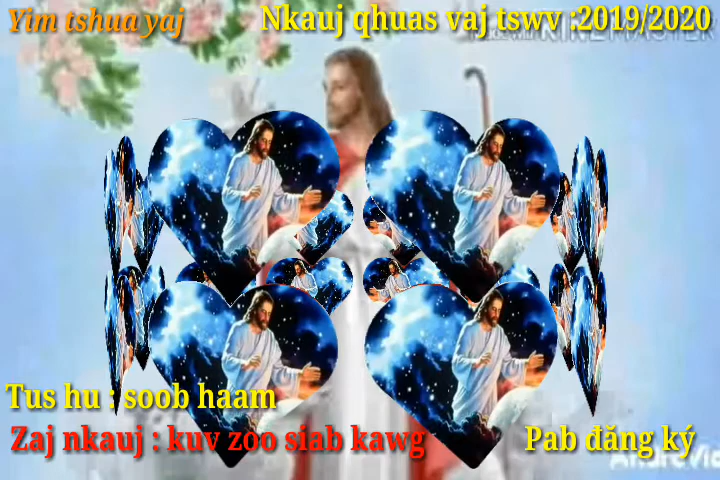 Yim tshua yaj
Nkauj qhuas vaj tswv :2019/2020
Tus hu : soob haam
Zaj nkauj : kuv zoo siab kawg
Pab đăng ký